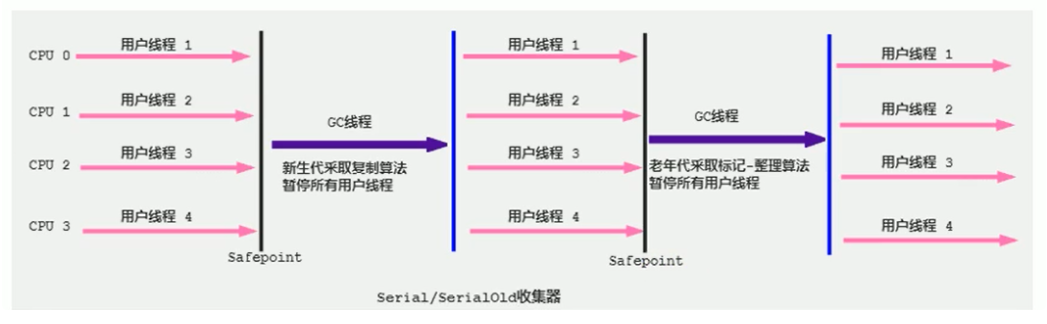 CPU 0
用户线程 1
用户线程 1
用户线程 1
CPU 1
用户线程 2
用户线程 2
用户线程 2
GC线程
GC线程
CPU 2
用户线程 3
用户线程 3
用户线程 3
新生代采取复制算法
暂停所有用户线程
老年代采取标记-整理算法
暂停所有用户线程
CPU 3
用户线程 4
用户线程 4
用户线程 4
Safepoint
Safepoint
Serial/SerialOld收集器